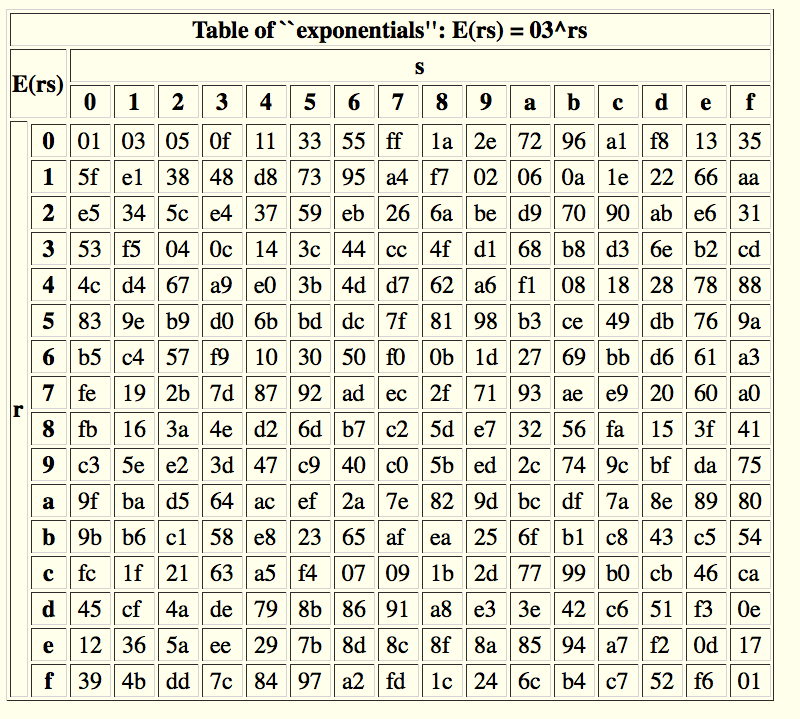 Table of ``exponentials'': E(rs) = 03^rs
E(rs) s
0 1 2 3 4 5 6 7 8 9 a b c d e f
r
0 01 03 05 0f 11 33 55 ff 1a 2e 72 96 a1 f8 13 35
1 5f e1 38 48 d8 73 95 a4 f7 02 06 0a 1e 22 66 aa
2 e5 34 5c e4 37 59 eb 26 6a be d9 70 90 ab e6 31
3 53 f5 04 0c 14 3c 44 cc 4f d1 68 b8 d3 6e b2 cd
4 4c d4 67 a9 e0 3b 4d d7 62 a6 f1 08 18 28 78 88
5 83 9e b9 d0 6b bd dc 7f 81 98 b3 ce 49 db 76 9a
6 b5 c4 57 f9 10 30 50 f0 0b 1d 27 69 bb d6 61 a3
7 fe 19 2b 7d 87 92 ad ec 2f 71 93 ae e9 20 60 a0
8 fb 16 3a 4e d2 6d b7 c2 5d e7 32 56 fa 15 3f 41
9 c3 5e e2 3d 47 c9 40 c0 5b ed 2c 74 9c bf da 75
a 9f ba d5 64 ac ef 2a 7e 82 9d bc df 7a 8e 89 80
b 9b b6 c1 58 e8 23 65 af ea 25 6f b1 c8 43 c5 54
c fc 1f 21 63 a5 f4 07 09 1b 2d 77 99 b0 cb 46 ca
d 45 cf 4a de 79 8b 86 91 a8 e3 3e 42 c6 51 f3 0e
e 12 36 5a ee 29 7b 8d 8c 8f 8a 85 94 a7 f2 0d 17
f 39 4b dd 7c 84 97 a2 fd 1c 24 6c b4 c7 52 f6 01